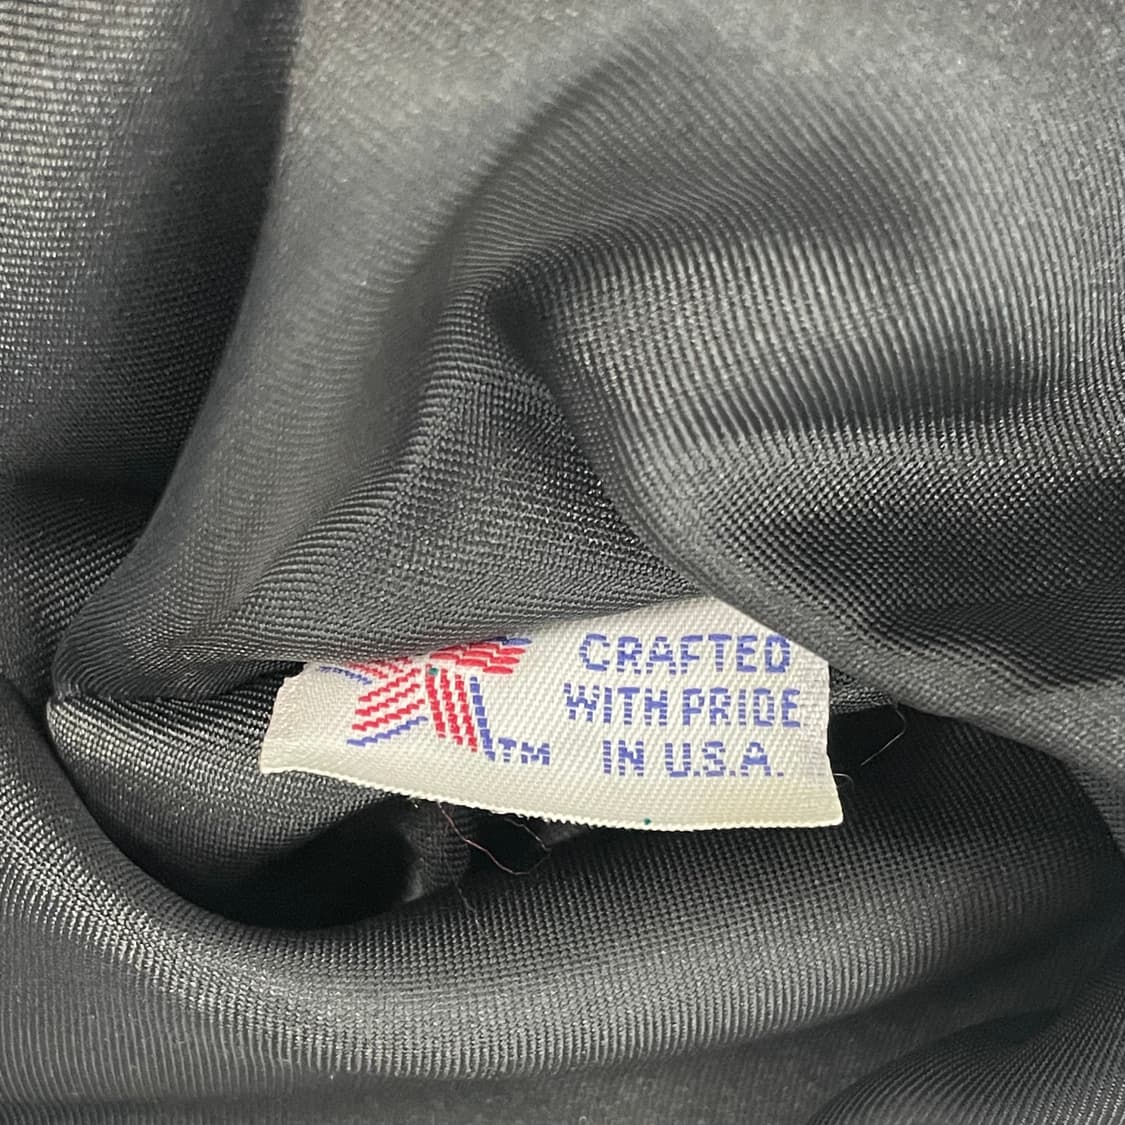 CRAFTED
WITH PRIDE
IN U.S.A.
TM